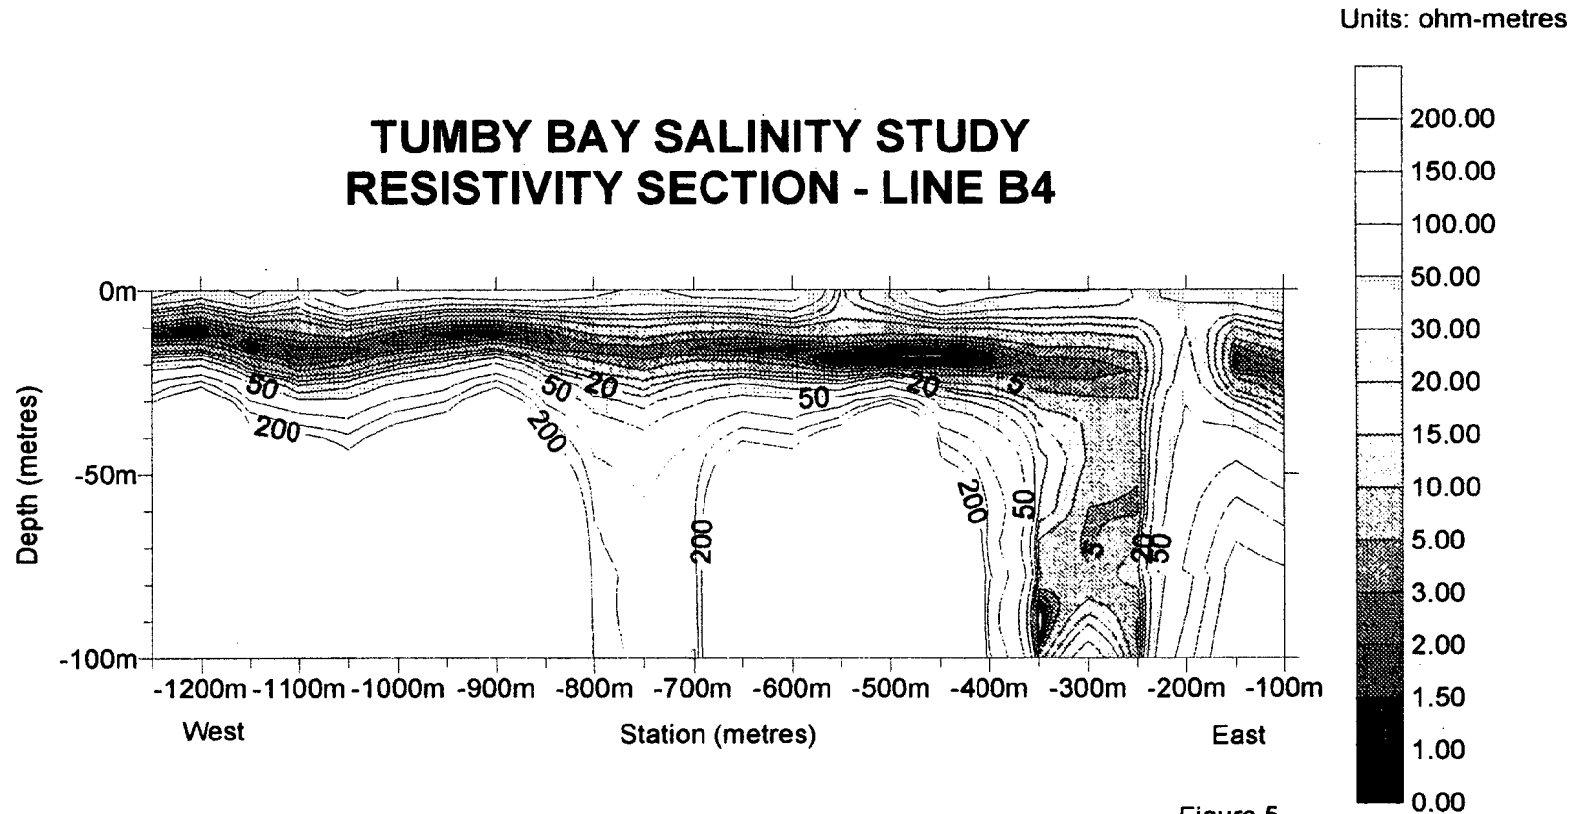 Units: ohm-metres
TUMBY BAY SALINITY STUDY
RESISTIVITY SECTION - LINE B4
200.00
150.00
100.00
50.00
30.00
20.00
15.00
10.00
5.00
3.00
2.00
1.50
1.00
0.00
Depth (metres)
0m
-50m
-100m
50
200
50
20
200
200
50
20
5
200
50
5
20
50
-1200m -1100m -1000m -900m -800m -700m -600m -500m -400m -300m -200m -100m
West Station (metres) East
Figure 5